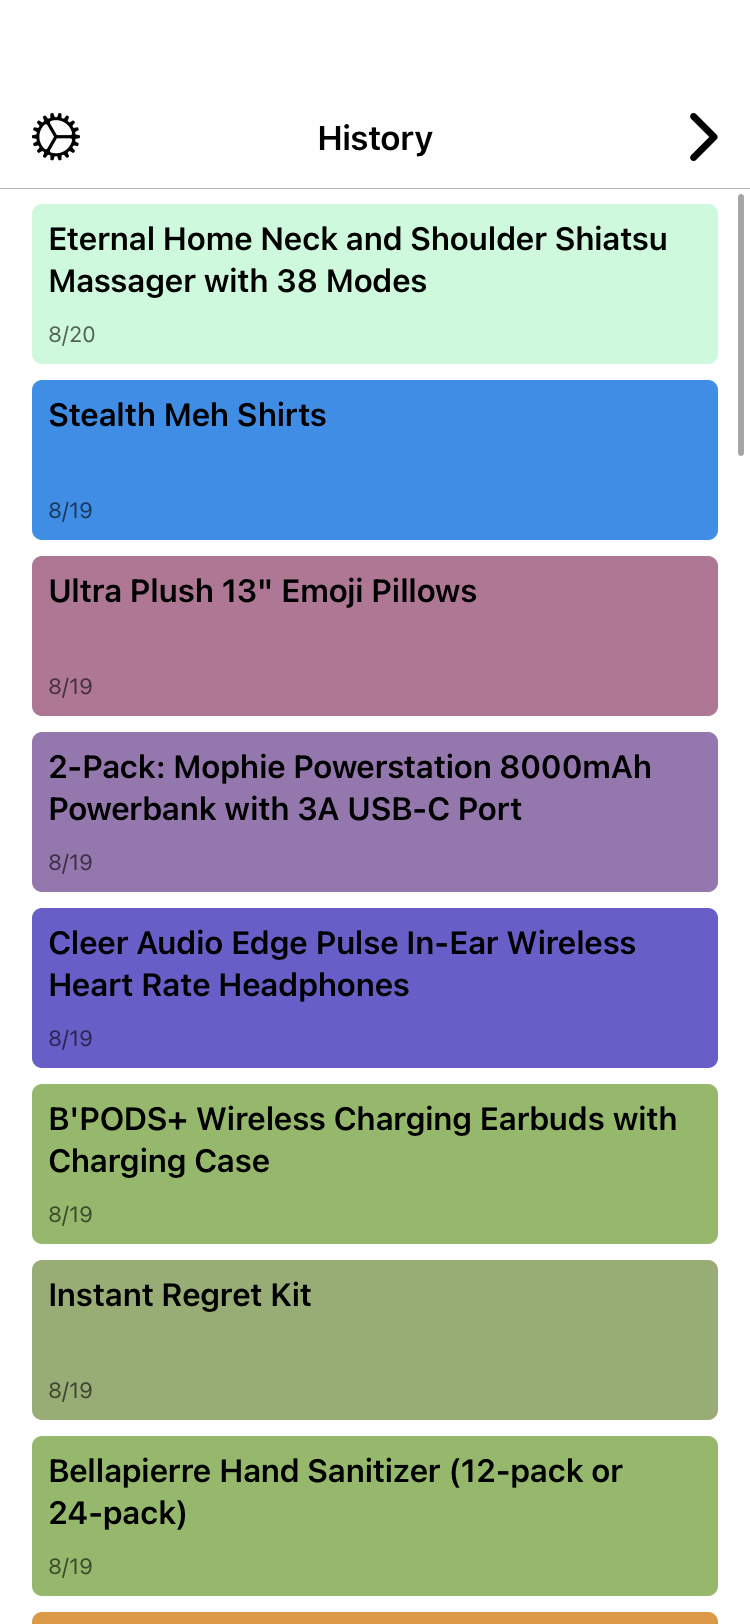 History
Eternal Home Neck and Shoulder Shiatsu
Massager with 38 Modes
8/20
Stealth Meh Shirts
8/19
Ultra Plush 13" Emoji Pillows
8/19
2-Pack: Mophie Powerstation 8000mAh
Powerbank with 3A USB-C Port
8/19
Cleer Audio Edge Pulse In-Ear Wireless
Heart Rate Headphones
8/19
B'PODS+ Wireless Charging Earbuds with
Charging Case
8/19
Instant Regret Kit
8/19
Bellapierre Hand Sanitizer (12-pack or
24-pack)
8/19